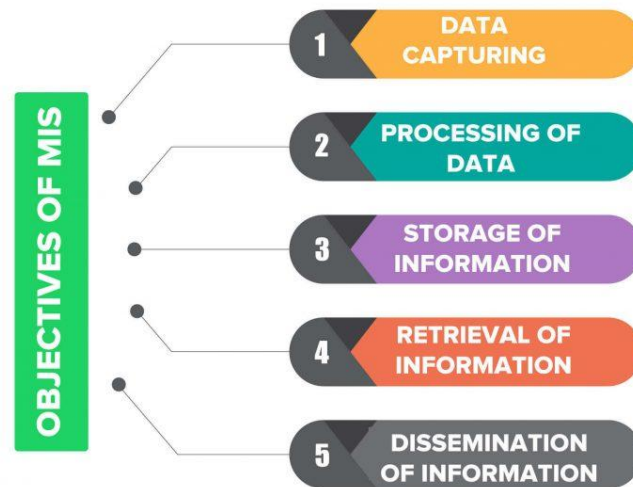 OBJECTIVES OF MIS
1
DATA
CAPTURING
2
PROCESSING OF
DATA
3
STORAGE OF
INFORMATION
4
RETRIEVAL OF
INFORMATION
5
DISSEMINATION
OF INFORMATION